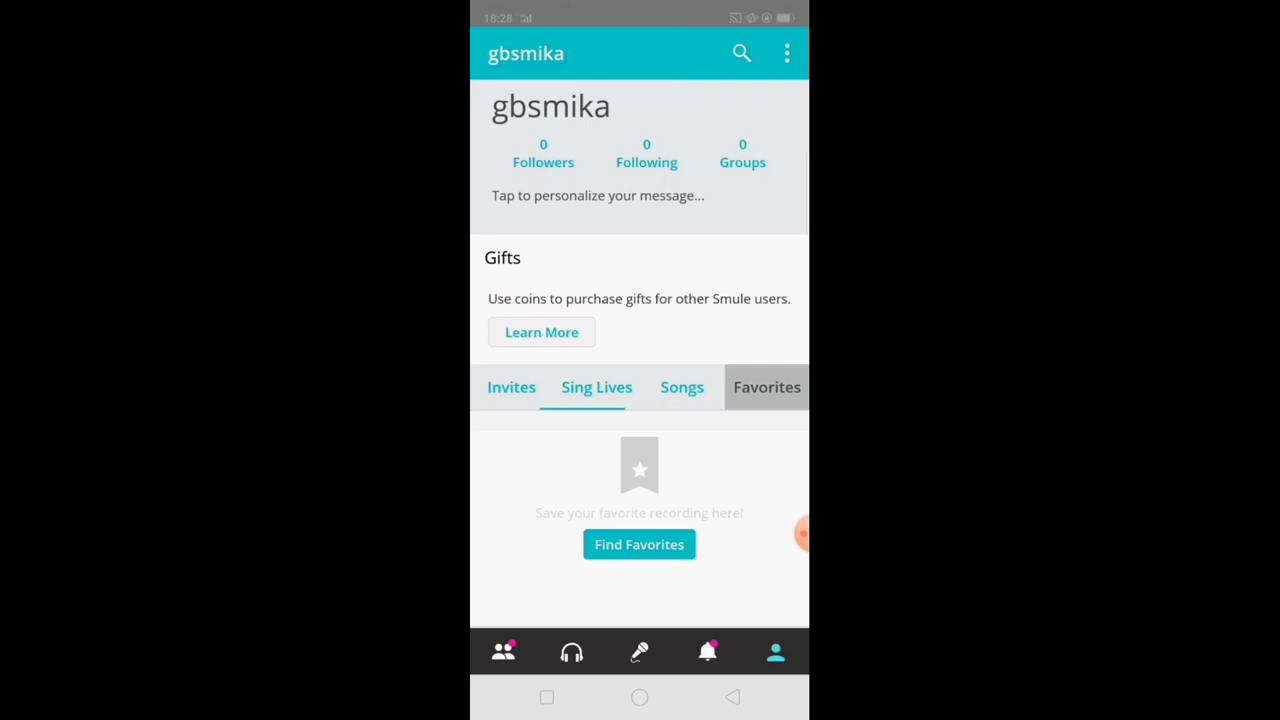 18:28
gbsmika
gbsmika
0 0 0
Followers Following Groups
Tap to personalize your message...
Gifts
Use coins to purchase gifts for other Smule users.
Learn More
Invites Sing Lives Songs Favorites
Save your favorite recording here!
Find Favorites